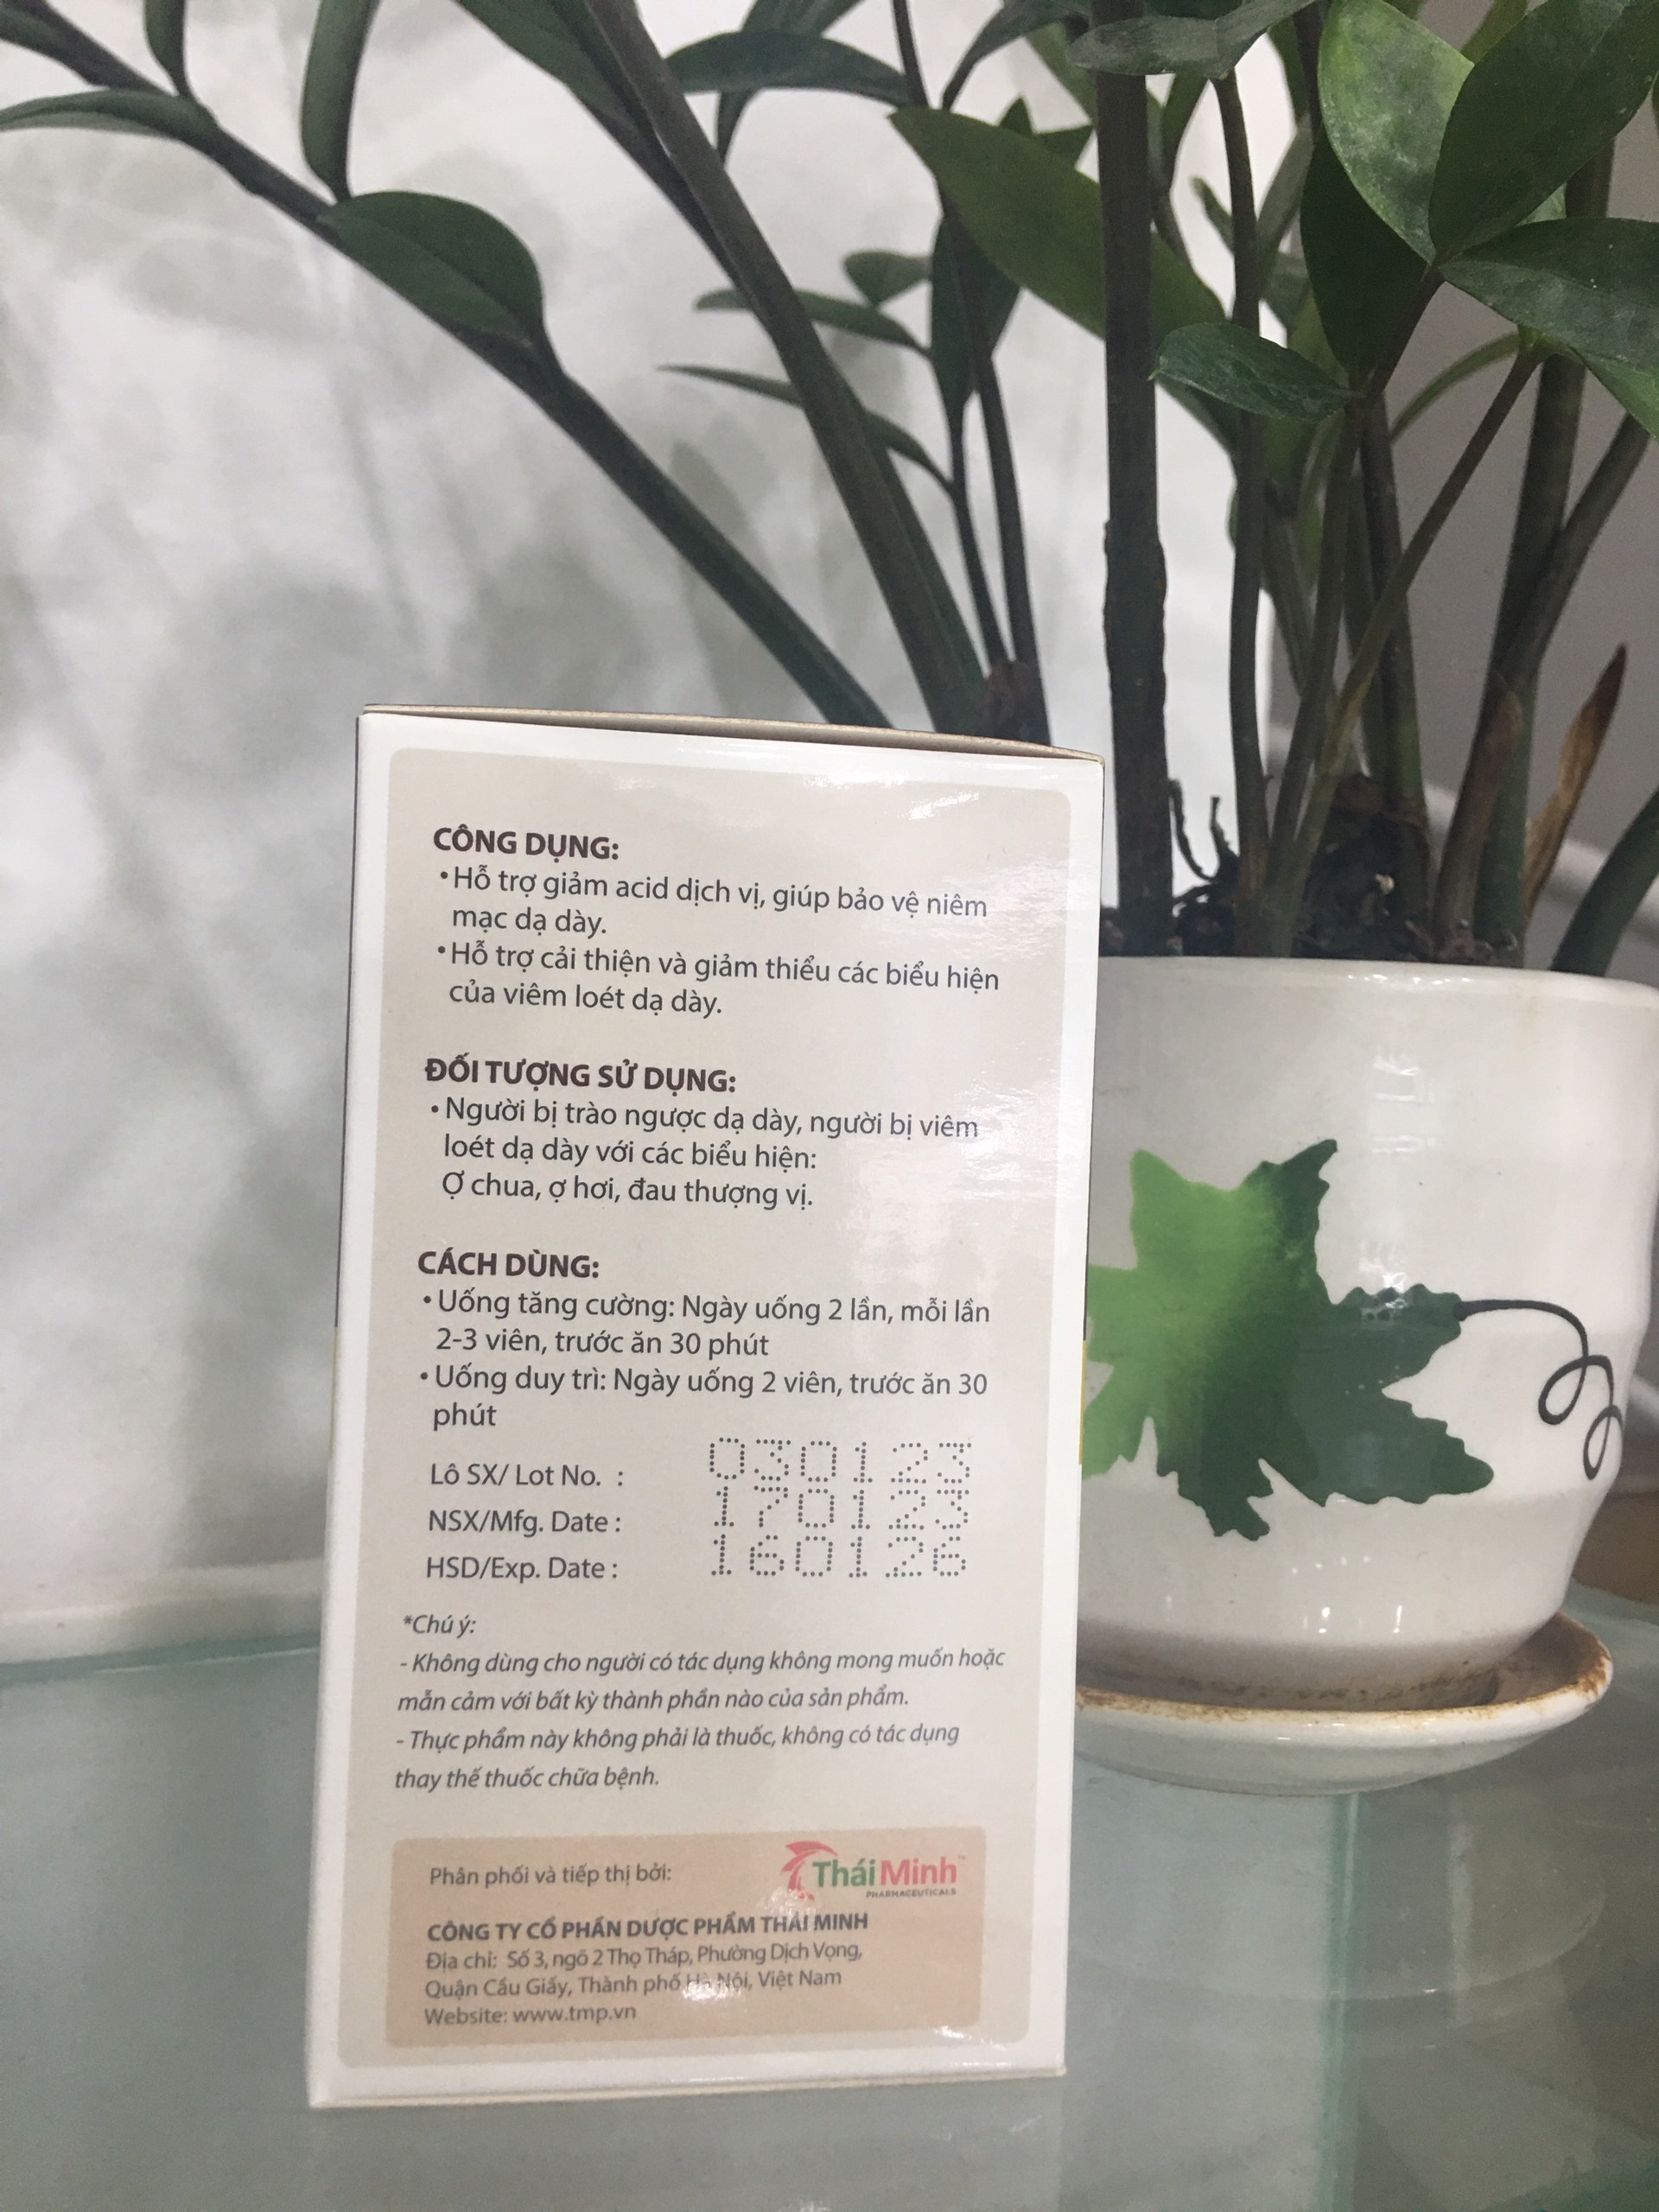 CÔNG DỤNG:
•Hỗ trợ giảm acid dịch vị, giúp bảo vệ niêm
mạc dạ dày.
•Hỗ trợ cải thiện và giảm thiểu các biểu hiện
của viêm loét dạ dày.
ĐỐI TƯỢNG SỬ DỤNG:
• Người bị trào ngược dạ dày, người bị viêm
loét dạ dày với các biểu hiện:
Ợ chua, ợ hơi, đau thượng vị.
CÁCH DÙNG:
• Uống tăng cường: Ngày uống 2 lần, mỗi lần
2-3 viên, trước ăn 30 phút
• Uống duy trì: Ngày uống 2 viên, trước ăn 30
phút
Lô SX/ Lot No. : 030123
NSX/Mfg. Date : 170123
HSD/Exp. Date : 160126
*Chú ý:
- Không dùng cho người có tác dụng không mong muốn hoặc
mẫn cảm với bất kỳ thành phần nào của sản phẩm.
- Thực phẩm này không phải là thuốc, không có tác dụng
thay thế thuốc chữa bệnh.
Phân phối và tiếp thị bởi:
Thái Minh™
PHARMACEUTICALS
CÔNG TY CỔ PHẦN DƯỢC PHẨM THÁI MINH
Địa chỉ: Số 3, ngõ 2 Thọ Tháp, Phường Dịch Vọng,
Quận Cầu Giấy, Thành phố Hà Nội, Việt Nam
Website: www.tmp.vn